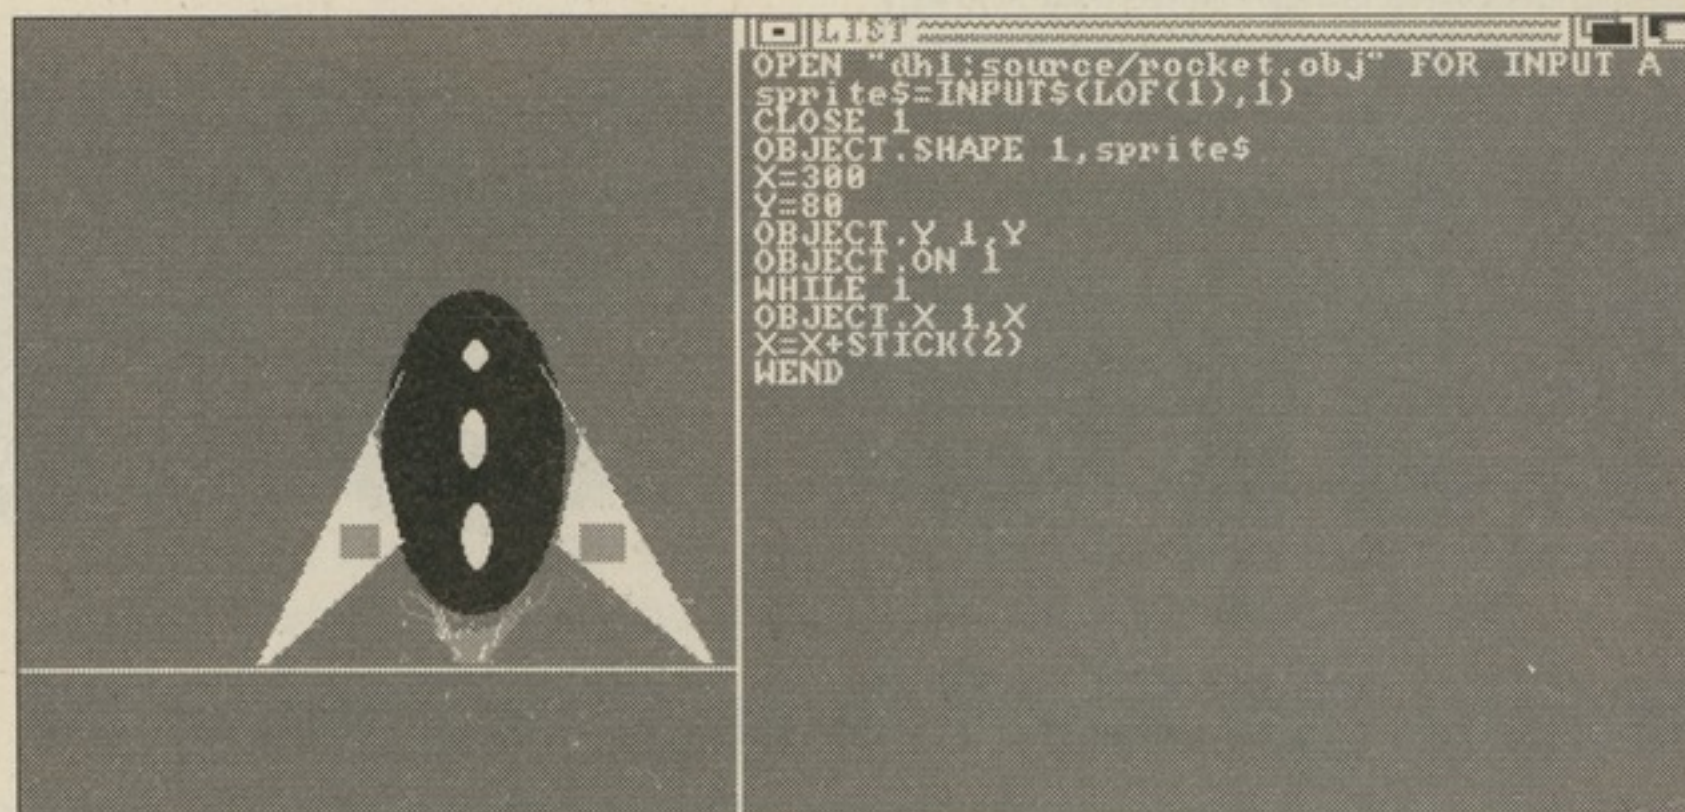 LIST
OPEN "dh1:source/rocket.obj" FOR INPUT A
sprite$=INPUT$(LOF(1),1)
CLOSE 1
OBJECT.SHAPE 1,sprite$
X=300
Y=80
OBJECT.Y 1,Y
OBJECT.ON 1
WHILE 1
OBJECT.X 1,X
X=X+STICK(2)
WEND